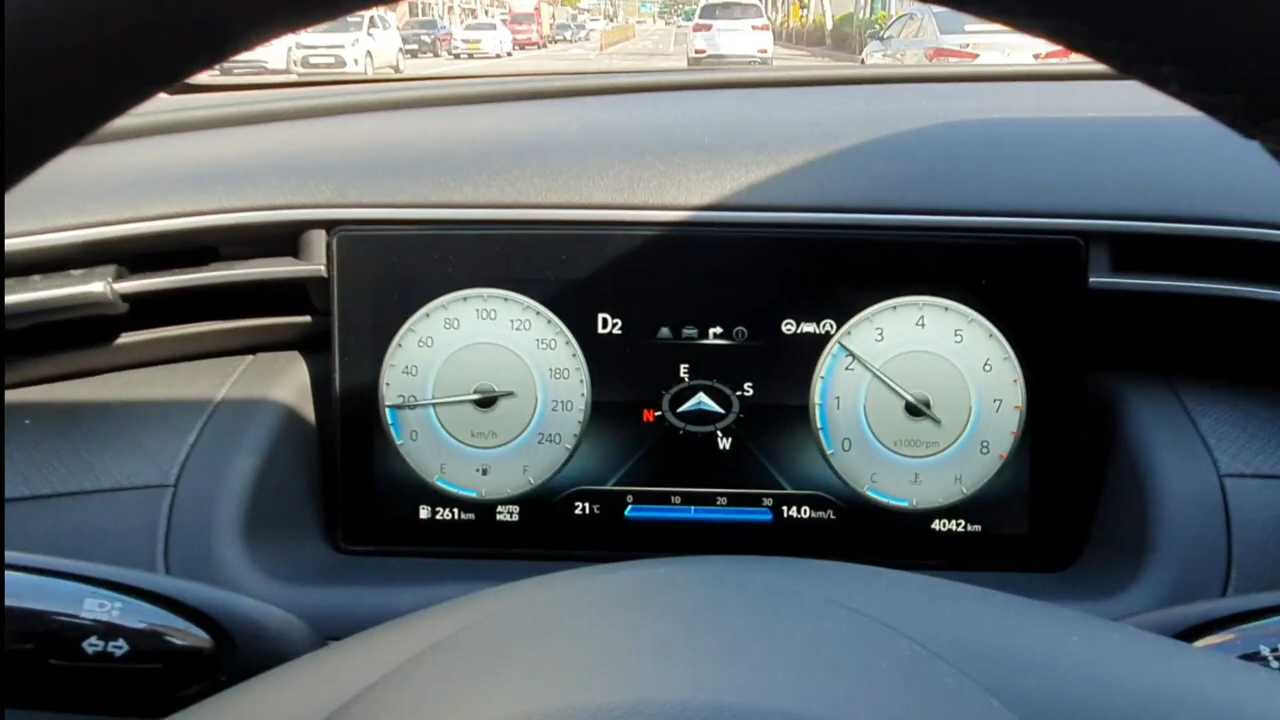 0
20
40
60
80
100
120
150
180
210
240
km/h
E
F
261 km
AUTO
HOLD
D2
E
S
N
W
21℃
0 10 20 30
14.0 km/L
0
1
2
3
4
5
6
7
8
x1000rpm
C
H
4042 km